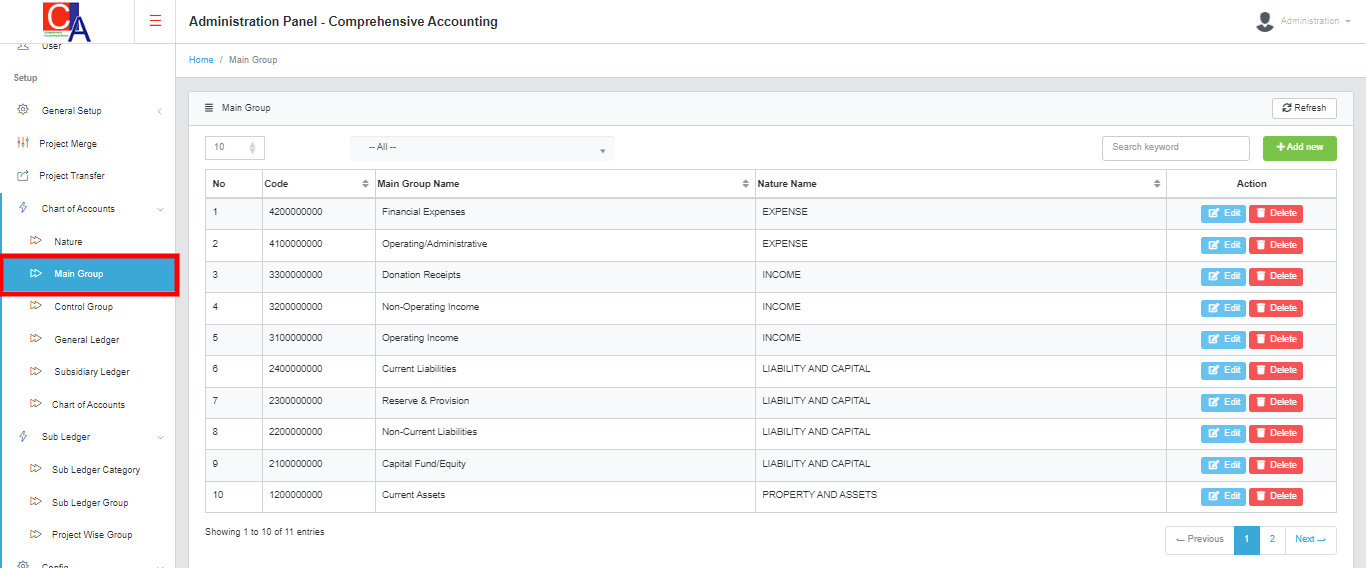 CA
Administration Panel - Comprehensive Accounting
Administration
User
Setup
General Setup
Project Merge
Project Transfer
Chart of Accounts
Nature
Main Group
Control Group
General Ledger
Subsidiary Ledger
Chart of Accounts
Sub Ledger
Sub Ledger Category
Sub Ledger Group
Project Wise Group
Config
Home / Main Group
Main Group
Refresh
10 -- All -- Search keyword Add new
No Code Main Group Name Nature Name Action
1 4200000000 Financial Expenses EXPENSE Edit Delete
2 4100000000 Operating/Administrative EXPENSE Edit Delete
3 3300000000 Donation Receipts INCOME Edit Delete
4 3200000000 Non-Operating Income INCOME Edit Delete
5 3100000000 Operating Income INCOME Edit Delete
6 2400000000 Current Liabilities LIABILITY AND CAPITAL Edit Delete
7 2300000000 Reserve & Provision LIABILITY AND CAPITAL Edit Delete
8 2200000000 Non-Current Liabilities LIABILITY AND CAPITAL Edit Delete
9 2100000000 Capital Fund/Equity LIABILITY AND CAPITAL Edit Delete
10 1200000000 Current Assets PROPERTY AND ASSETS Edit Delete
Showing 1 to 10 of 11 entries
Previous 1 2 Next